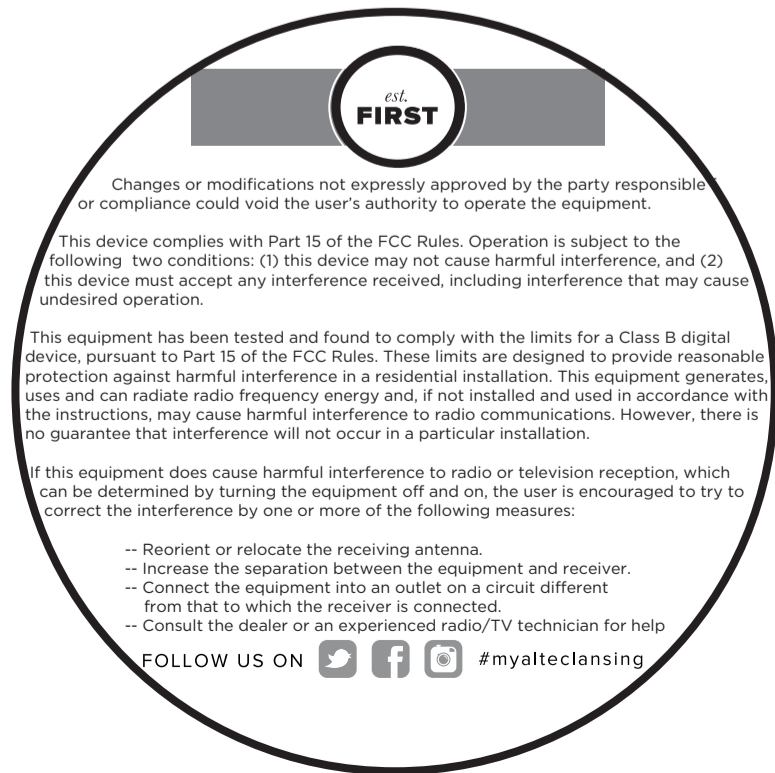 est.
FIRST
Changes or modifications not expressly approved by the party responsible f
or compliance could void the user's authority to operate the equipment.
This device complies with Part 15 of the FCC Rules. Operation is subject to the
following two conditions: (1) this device may not cause harmful interference, and (2)
this device must accept any interference received, including interference that may cause
undesired operation.
This equipment has been tested and found to comply with the limits for a Class B digital
device, pursuant to Part 15 of the FCC Rules. These limits are designed to provide reasonable
protection against harmful interference in a residential installation. This equipment generates,
uses and can radiate radio frequency energy and, if not installed and used in accordance with
the instructions, may cause harmful interference to radio communications. However, there is
no guarantee that interference will not occur in a particular installation.
If this equipment does cause harmful interference to radio or television reception, which
can be determined by turning the equipment off and on, the user is encouraged to try to
correct the interference by one or more of the following measures:
-- Reorient or relocate the receiving antenna.
-- Increase the separation between the equipment and receiver.
-- Connect the equipment into an outlet on a circuit different
from that to which the receiver is connected.
-- Consult the dealer or an experienced radio/TV technician for help
FOLLOW US ON #myalteclansing